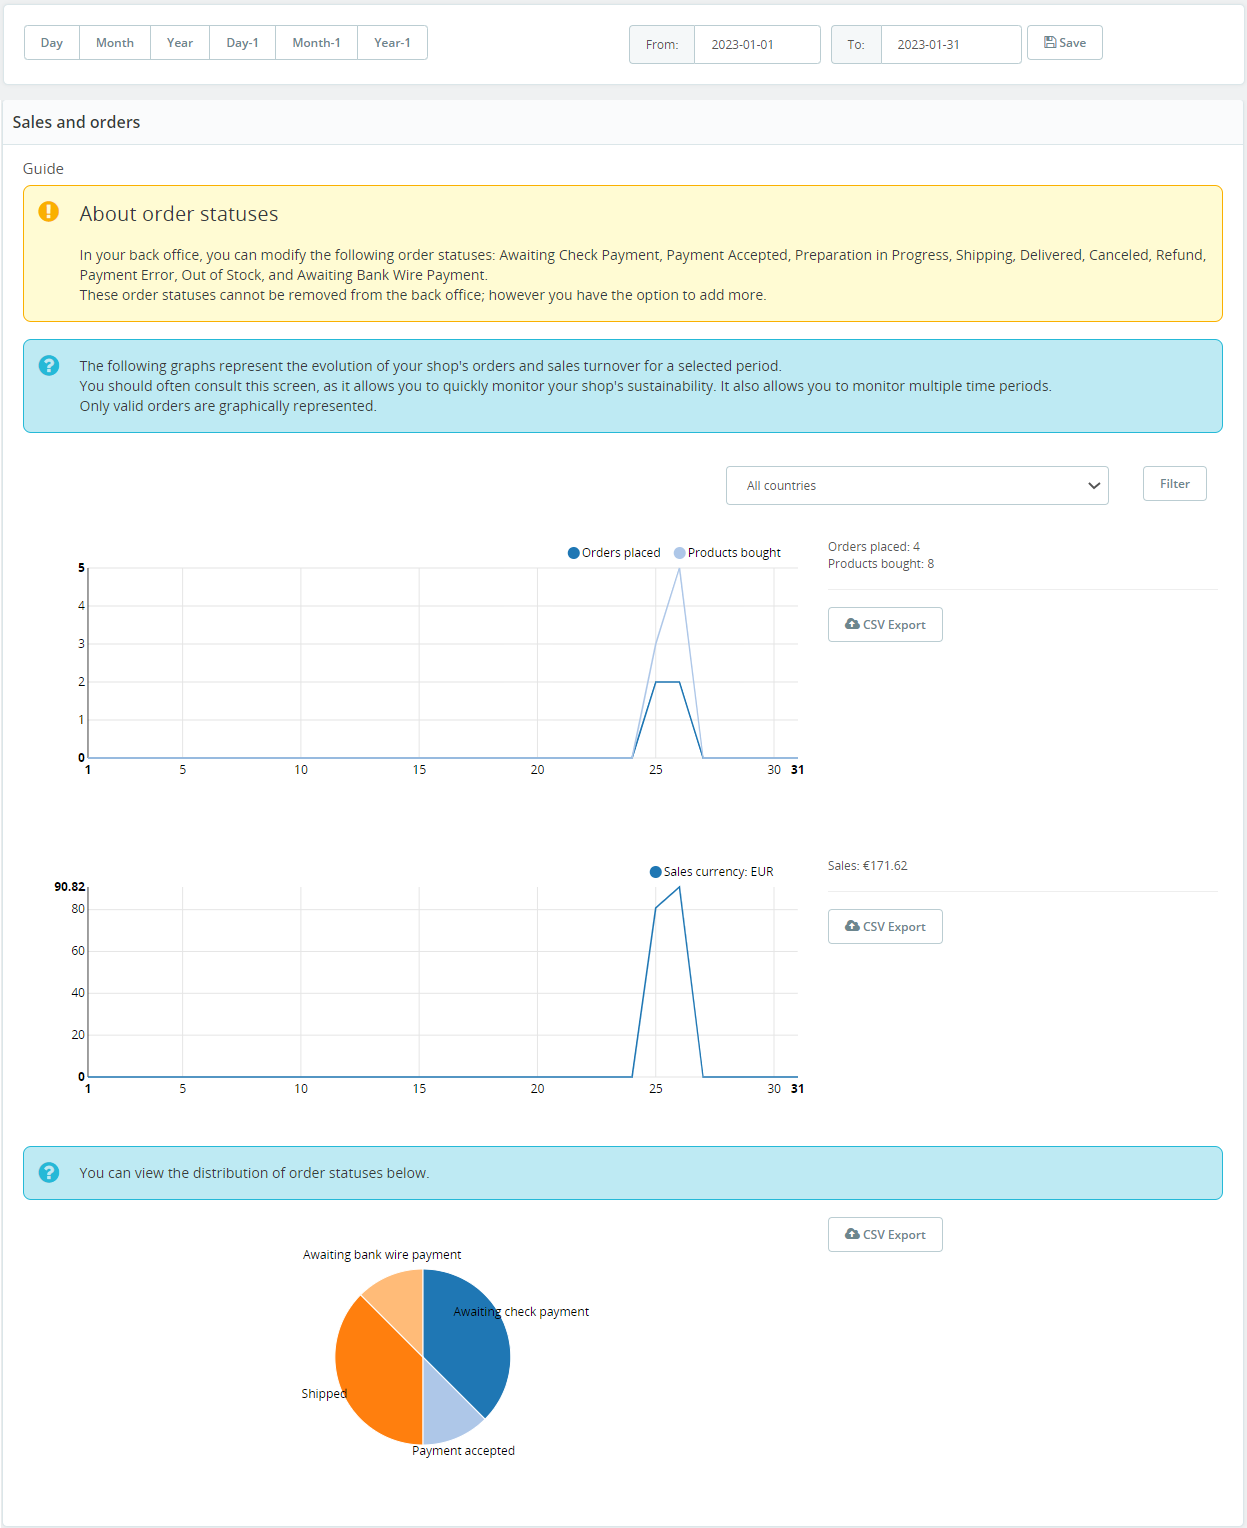 Day Month Year Day-1 Month-1 Year-1 From: 2023-01-01 To: 2023-01-31 Save
Sales and orders
Guide
About order statuses
In your back office, you can modify the following order statuses: Awaiting Check Payment, Payment Accepted, Preparation in Progress, Shipping, Delivered, Canceled, Refund,
Payment Error, Out of Stock, and Awaiting Bank Wire Payment.
These order statuses cannot be removed from the back office; however you have the option to add more.
The following graphs represent the evolution of your shop's orders and sales turnover for a selected period.
You should often consult this screen, as it allows you to quickly monitor your shop's sustainability. It also allows you to monitor multiple time periods.
Only valid orders are graphically represented.
All countries Filter
Orders placed Products bought
5
4
3
2
1
0
1 5 10 15 20 25 30 31
Orders placed: 4
Products bought: 8
CSV Export
Sales currency: EUR
90.82
80
60
40
20
0
1 5 10 15 20 25 30 31
Sales: €171.62
CSV Export
You can view the distribution of order statuses below.
CSV Export
Awaiting bank wire payment
Awaiting check payment
Shipped
Payment accepted